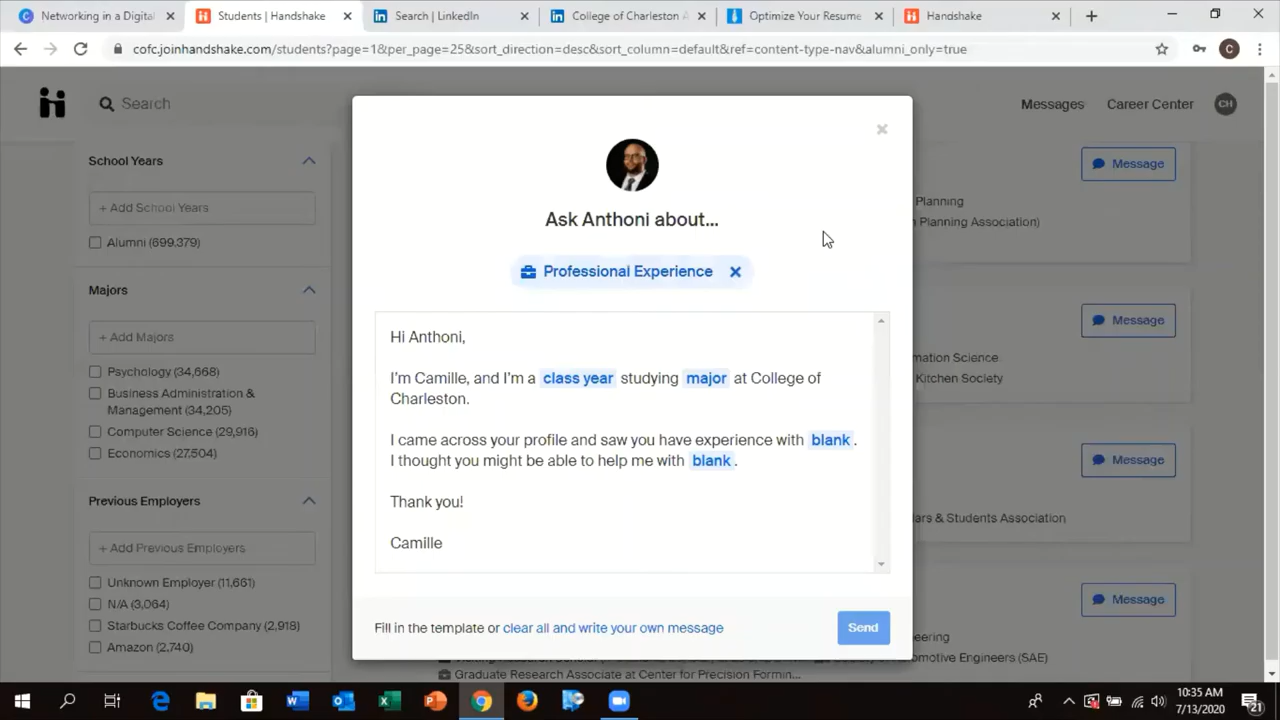 Networking in a Digital
Students | Handshake
Search | LinkedIn
College of Charleston A
Optimize Your Resume
Handshake
cofc.joinhandshake.com/students?page=1&per_page=25&sort_direction=desc&sort_column=default&ref=content-type-nav&alumni_only=true
C
Search
Messages
Career Center
CH
School Years
+ Add School Years
Alumni (699,379)
Majors
+ Add Majors
Psychology (34,668)
Business Administration &
Management (34,205)
Computer Science (29,916)
Economics (27,504)
Previous Employers
+ Add Previous Employers
Unknown Employer (11,661)
N/A (3,064)
Starbucks Coffee Company (2,918)
Amazon (2,740)
Ask Anthoni about...
Professional Experience
Hi Anthoni,
I'm Camille, and I'm a class year studying major at College of
Charleston.
I came across your profile and saw you have experience with blank.
I thought you might be able to help me with blank.
Thank you!
Camille
Fill in the template or clear all and write your own message
Send
Message
Planning
Planning Association)
Message
mation Science
Kitchen Society
Message
& Students Association
Message
eering
omotive Engineers (SAE)
Graduate Research Associate at Center for Precision Formin...
10:35 AM
7/13/2020
21